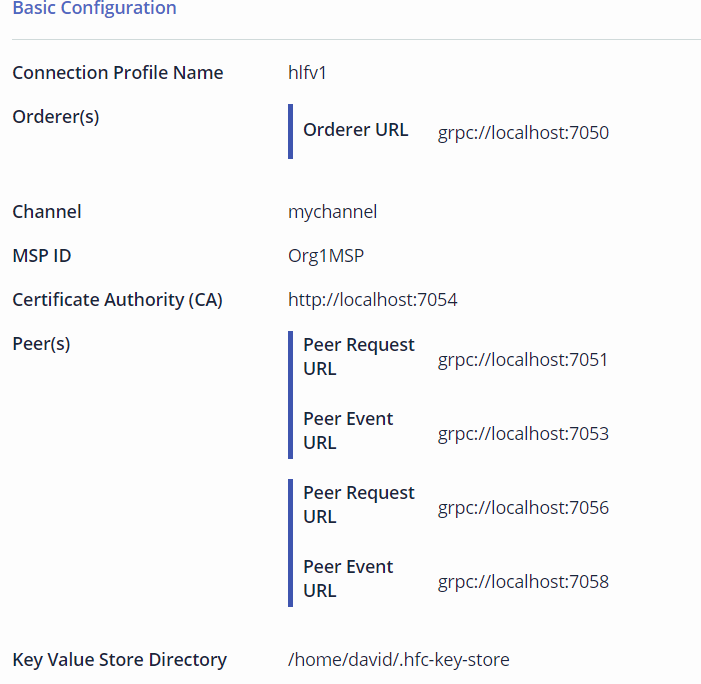 Basic Configuration
Connection Profile Name hlfv1
Orderer(s)
Orderer URL grpc://localhost:7050
Channel mychannel
MSP ID Org1MSP
Certificate Authority (CA) http://localhost:7054
Peer(s)
Peer Request
URL grpc://localhost:7051
Peer Event
URL grpc://localhost:7053
Peer Request
URL grpc://localhost:7056
Peer Event
URL grpc://localhost:7058
Key Value Store Directory /home/david/.hfc-key-store